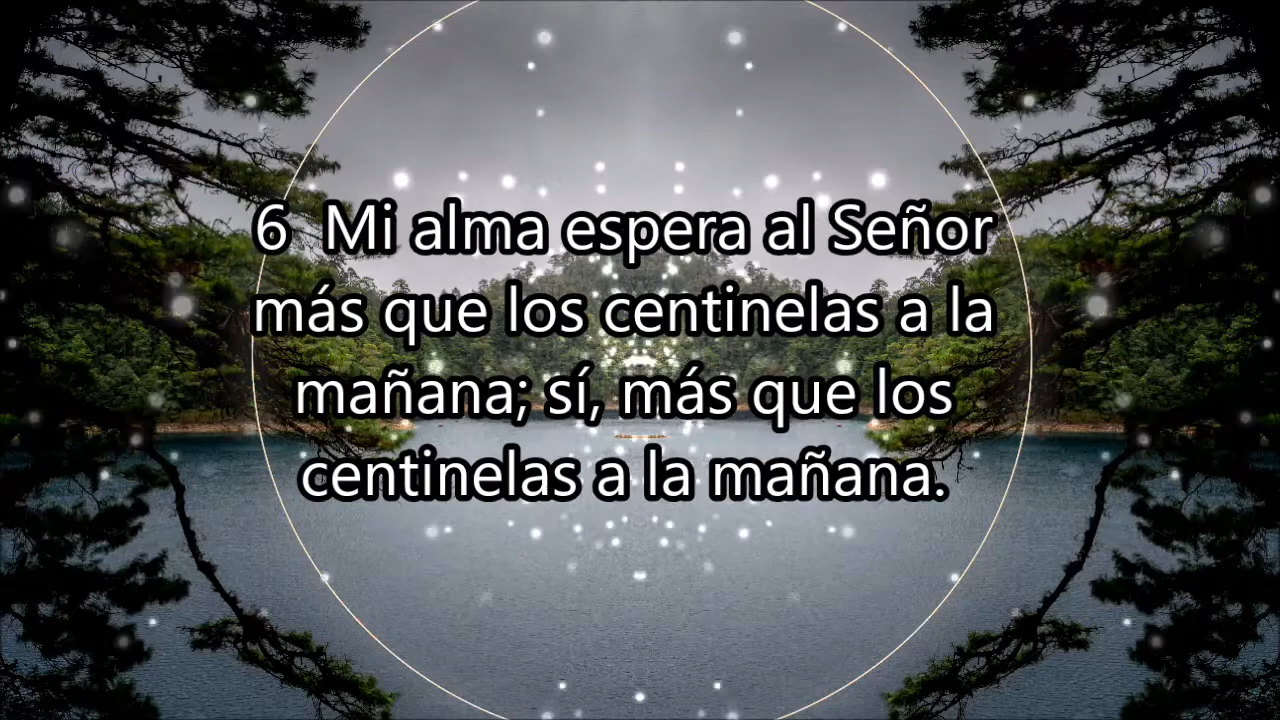 6 Mi alma espera al Señor
más que los centinelas a la
mañana; sí, más que los
centinelas a la mañana.